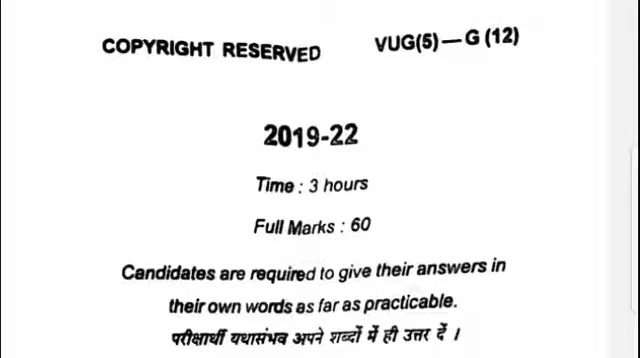 COPYRIGHT RESERVED VUG(5)—G (12)
2019-22
Time : 3 hours
Full Marks : 60
Candidates are required to give their answers in
their own words as far as practicable.
परीक्षार्थी यथासंभव अपने शब्दों में ही उत्तर दें ।